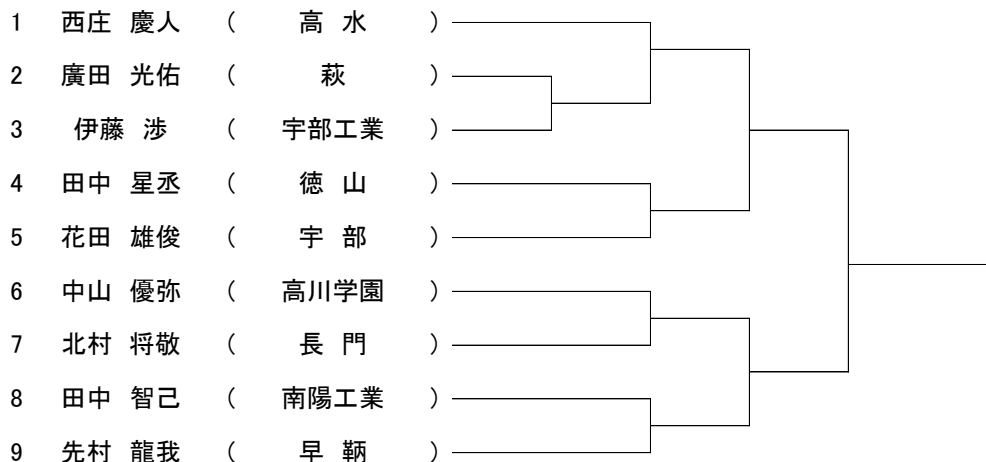 1 西庄 慶人 ( 高 水 )
2 廣田 光佑 ( 萩 )
3 伊藤 渉 ( 宇部工業 )
4 田中 星丞 ( 徳 山 )
5 花田 雄俊 ( 宇 部 )
6 中山 優弥 ( 高川学園 )
7 北村 将敬 ( 長 門 )
8 田中 智己 ( 南陽工業 )
9 先村 龍我 ( 早 鞆 )